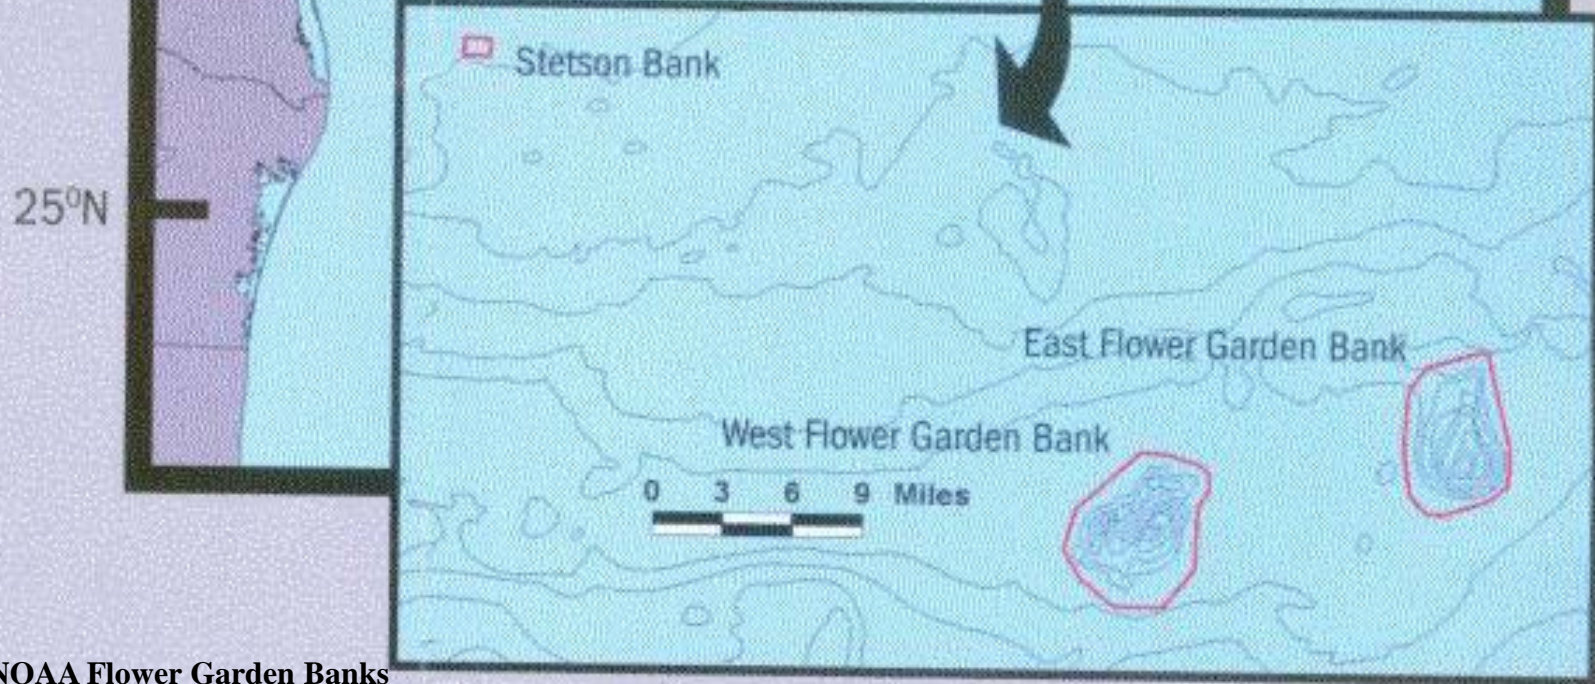 Stetson Bank
25⁰N
East Flower Garden Bank
West Flower Garden Bank
0 3 6 9 Miles
NOAA Flower Garden Banks